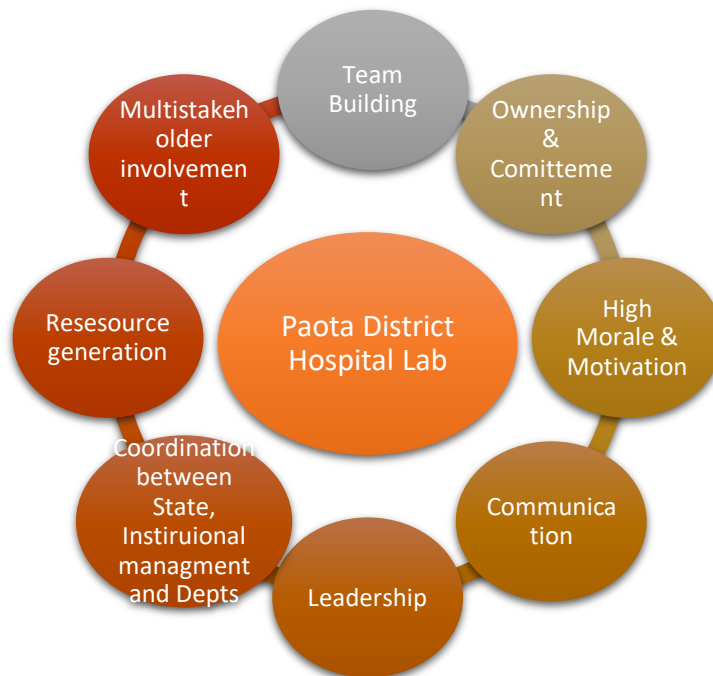 Team
Building
Ownership
&
Comitteme
nt
High
Morale &
Motivation
Communica
tion
Leadership
Coordination
between
State,
Instiruional
managment
and Depts
Resesource
generation
Multistakeh
older
involvemen
t
Paota District
Hospital Lab